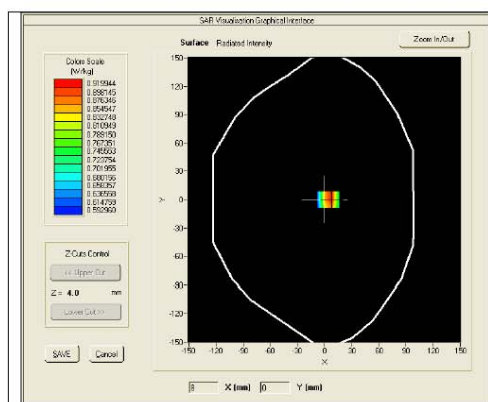 SAR Visualisation Graphical Interface
Surface Radiated Intensity
Zoom In/Out
Colors Scale
(W/kg)
0.919944
0.898145
0.876346
0.854547
0.832748
0.810949
0.789150
0.767351
0.745553
0.723754
0.701955
0.680156
0.658357
0.636558
0.614759
0.592960
Z-Cuts Control
<< Upper Cut
Z = 4.0 mm
Lower Cut >>
SAVE Cancel
150
120
90
60
30
0
-30
-60
-90
-120
-150
Y
-150 -120 -90 -60 -30 0 30 60 90 120 150
X
8 X (mm) 0 Y (mm)